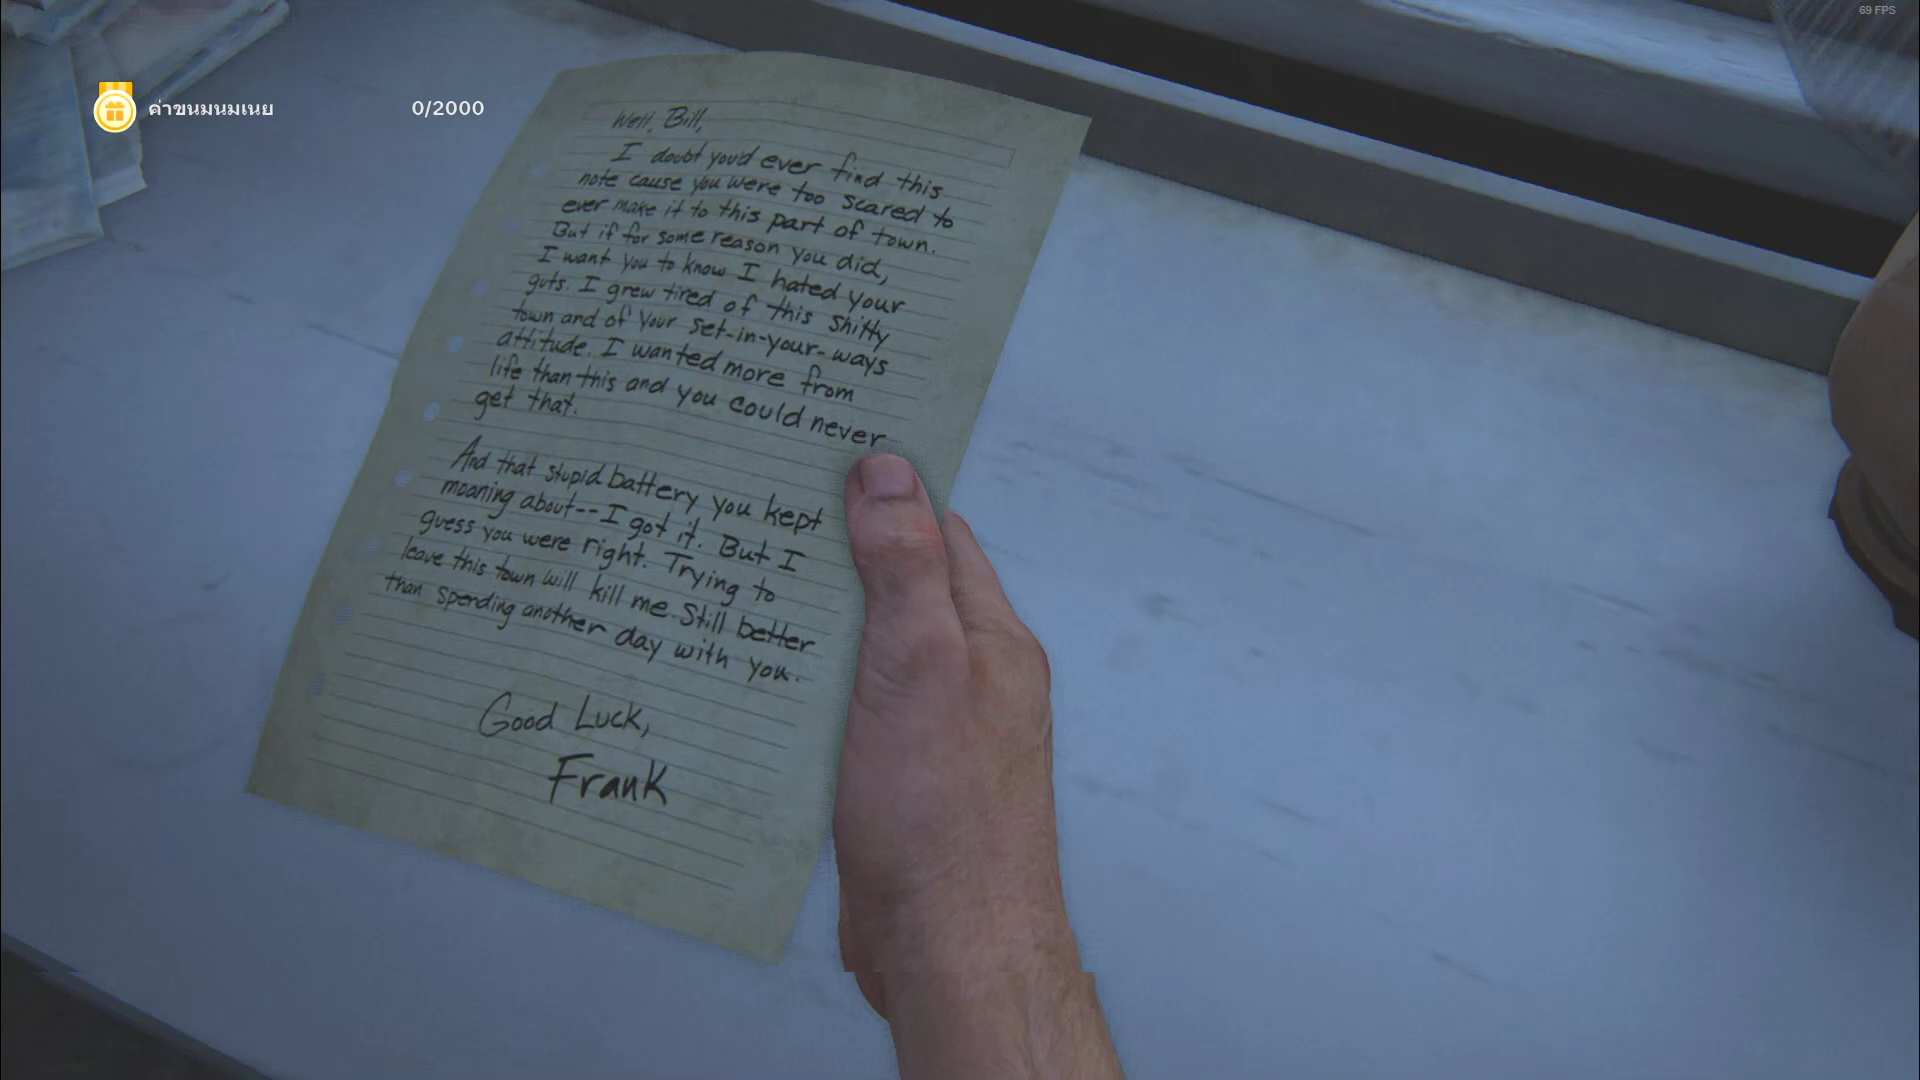 69 FPS
ค่าขนมนมเนย 0/2000
Well, Bill,
I doubt you'd ever find this
note cause you were too scared to
ever make it to this part of town.
But if for some reason you did,
I want you to know I hated your
guts. I grew tired of this shitty
town and of your set-in-your-ways
attitude. I wanted more from
life than this and you could never
get that.
And that stupid battery you kept
moaning about--I got it. But I
guess you were right. Trying to
leave this town will kill me. Still better
than spending another day with you.
Good Luck,
Frank